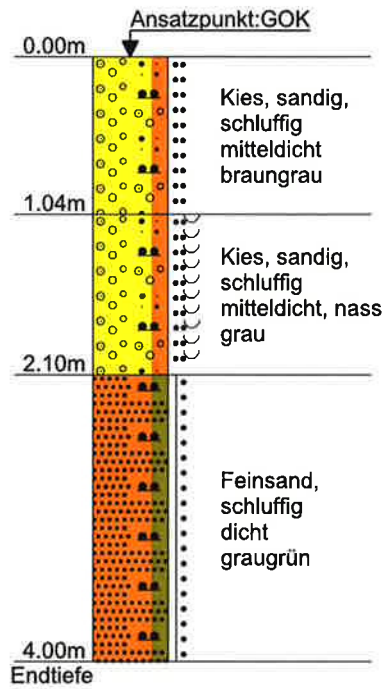 Ansatzpunkt:GOK
0.00m
Kies, sandig,
schluffig
mitteldicht
braungrau
1.04m
Kies, sandig,
schluffig
mitteldicht, nass
grau
2.10m
Feinsand,
schluffig
dicht
graugrün
4.00m
Endtiefe